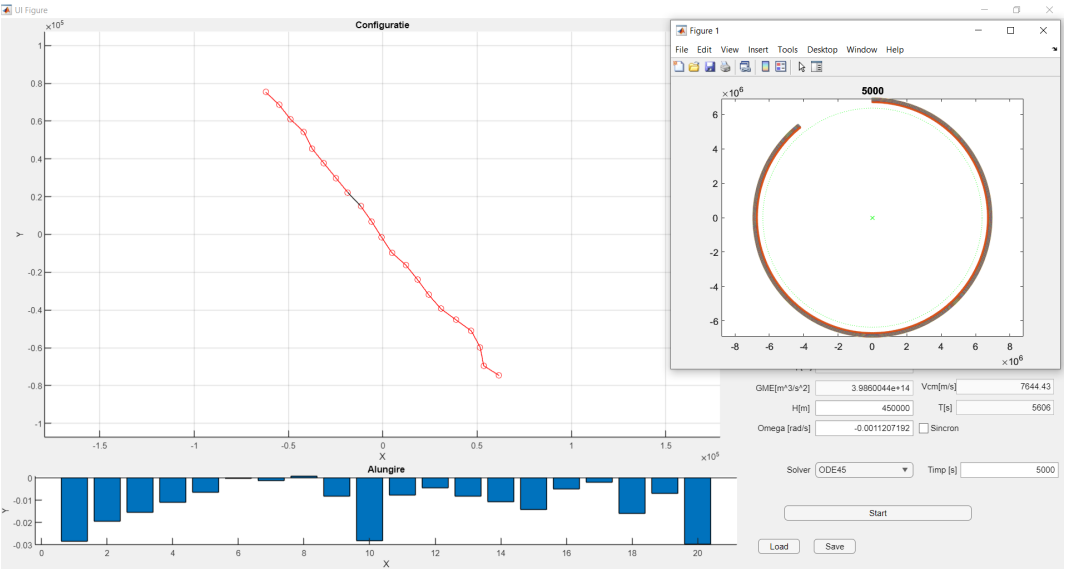 UI Figure
Configuratie
×10^5
1
0.8
0.6
0.4
0.2
0
-0.2
-0.4
-0.6
-0.8
-1
Y
-1.5 -1 -0.5 0 0.5 1 1.5
X
×10^5
Alungire
0
-0.01
-0.02
-0.03
Y
0 2 4 6 8 10 12 14 16 18 20
X
Figure 1
File Edit View Insert Tools Desktop Window Help
×10^6
5000
6
4
2
0
-2
-4
-6
-8 -6 -4 -2 0 2 4 6 8
×10^6
GME[m^3/s^2] 3.9860044e+14 Vcm[m/s] 7644.43
H[m] 450000 T[s] 5606
Omega [rad/s] -0.0011207192 Sincron
Solver ODE45 Timp [s] 5000
Start
Load Save